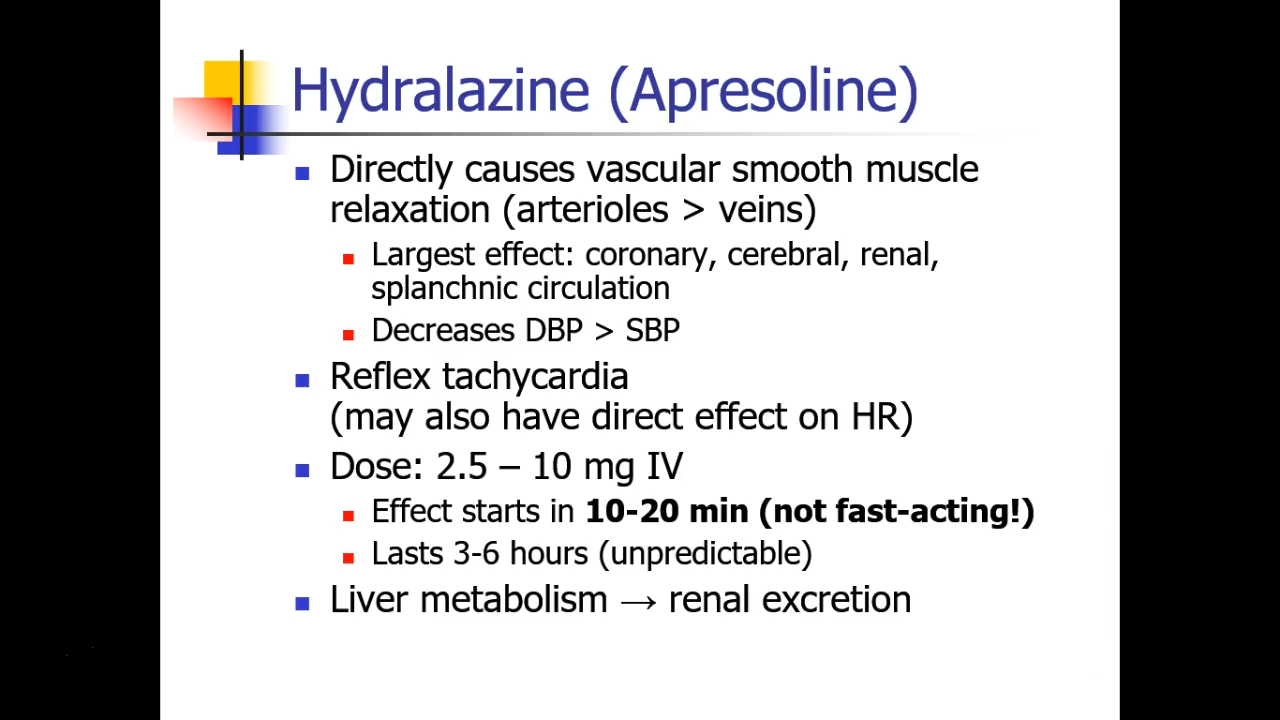 Hydralazine (Apresoline)
Directly causes vascular smooth muscle
relaxation (arterioles > veins)
Largest effect: coronary, cerebral, renal,
splanchnic circulation
Decreases DBP > SBP
Reflex tachycardia
(may also have direct effect on HR)
Dose: 2.5 – 10 mg IV
Effect starts in 10-20 min (not fast-acting!)
Lasts 3-6 hours (unpredictable)
Liver metabolism → renal excretion